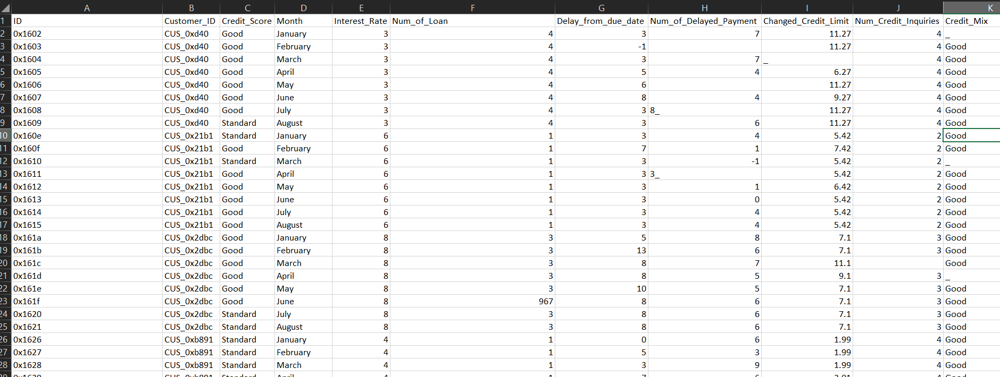 A B C D E F G H I J K
1 ID Customer_ID Credit_Score Month Interest_Rate Num_of_Loan Delay_from_due_date Num_of_Delayed_Payment Changed_Credit_Limit Num_Credit_Inquiries Credit_Mix
2 0x1602 CUS_0xd40 Good January 3 4 3 7 11.27 4 _
3 0x1603 CUS_0xd40 Good February 3 4 -1 11.27 4 Good
4 0x1604 CUS_0xd40 Good March 3 4 3 7 _ 4 Good
5 0x1605 CUS_0xd40 Good April 3 4 5 4 6.27 4 Good
6 0x1606 CUS_0xd40 Good May 3 4 6 11.27 4 Good
7 0x1607 CUS_0xd40 Good June 3 4 8 4 9.27 4 Good
8 0x1608 CUS_0xd40 Good July 3 4 3 8_ 11.27 4 Good
9 0x1609 CUS_0xd40 Standard August 3 4 3 6 11.27 4 Good
10 0x160e CUS_0x21b1 Standard January 6 1 3 4 5.42 2 Good
11 0x160f CUS_0x21b1 Good February 6 1 7 1 7.42 2 Good
12 0x1610 CUS_0x21b1 Standard March 6 1 3 -1 5.42 2 _
13 0x1611 CUS_0x21b1 Good April 6 1 3 3_ 5.42 2 Good
14 0x1612 CUS_0x21b1 Good May 6 1 3 1 6.42 2 Good
15 0x1613 CUS_0x21b1 Good June 6 1 3 0 5.42 2 Good
16 0x1614 CUS_0x21b1 Good July 6 1 3 4 5.42 2 Good
17 0x1615 CUS_0x21b1 Good August 6 1 3 4 5.42 2 Good
18 0x161a CUS_0x2dbc Good January 8 3 5 8 7.1 3 Good
19 0x161b CUS_0x2dbc Good February 8 3 13 6 7.1 3 Good
20 0x161c CUS_0x2dbc Good March 8 3 8 7 11.1 Good
21 0x161d CUS_0x2dbc Good April 8 3 8 5 9.1 3 _
22 0x161e CUS_0x2dbc Good May 8 3 10 5 7.1 3 Good
23 0x161f CUS_0x2dbc Good June 8 967 8 6 7.1 3 Good
24 0x1620 CUS_0x2dbc Standard July 8 3 8 6 7.1 3 Good
25 0x1621 CUS_0x2dbc Standard August 8 3 8 6 7.1 3 Good
26 0x1626 CUS_0xb891 Standard January 4 1 0 6 1.99 4 Good
27 0x1627 CUS_0xb891 Standard February 4 1 5 3 1.99 4 Good
28 0x1628 CUS_0xb891 Standard March 4 1 3 9 1.99 4 Good